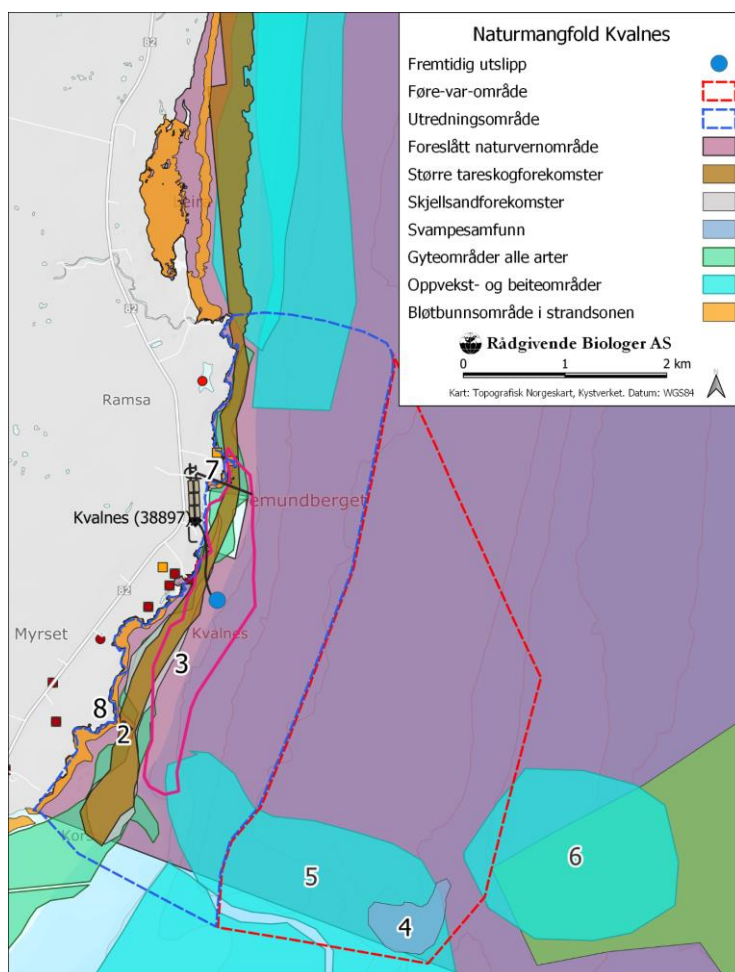 Naturmangfold Kvalnes
Fremtidig utslipp
Føre-var-område
Utredningsområde
Foreslått naturvernområde
Større tareskogforekomster
Skjellsandforekomster
Svampesamfunn
Gyteområder alle arter
Oppvekst- og beiteområder
Bløtbunnsområde i strandsonen
Rådgivende Biologer AS
0 1 2 km
Kart: Topografisk Norgeskart, Kystverket. Datum: WGS84
N
82
82
Ramsa
7
emundberget
Kvalnes (38897)
82
Myrset
Kvalnes
3
8
2
Kors
5
6
4